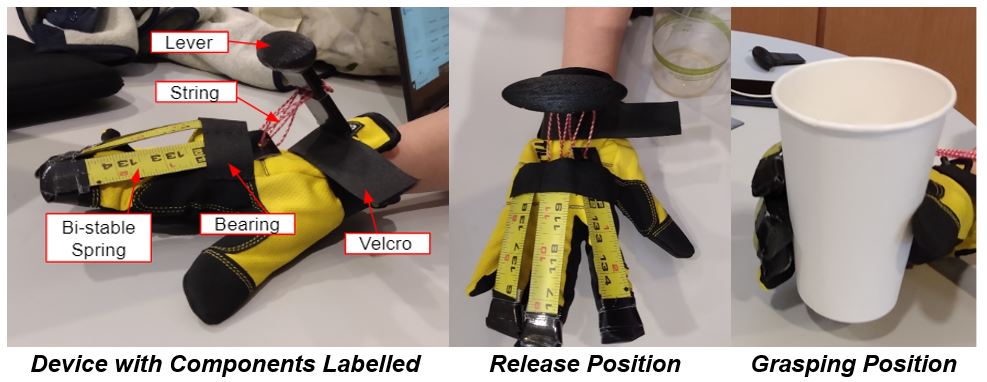 Lever
String
Bi-stable
Spring
Bearing
Velcro
Device with Components Labelled
Release Position
Grasping Position